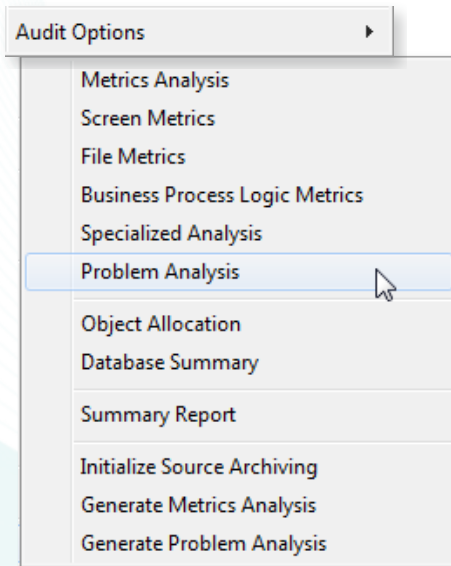 Audit Options
Metrics Analysis
Screen Metrics
File Metrics
Business Process Logic Metrics
Specialized Analysis
Problem Analysis
Object Allocation
Database Summary
Summary Report
Initialize Source Archiving
Generate Metrics Analysis
Generate Problem Analysis